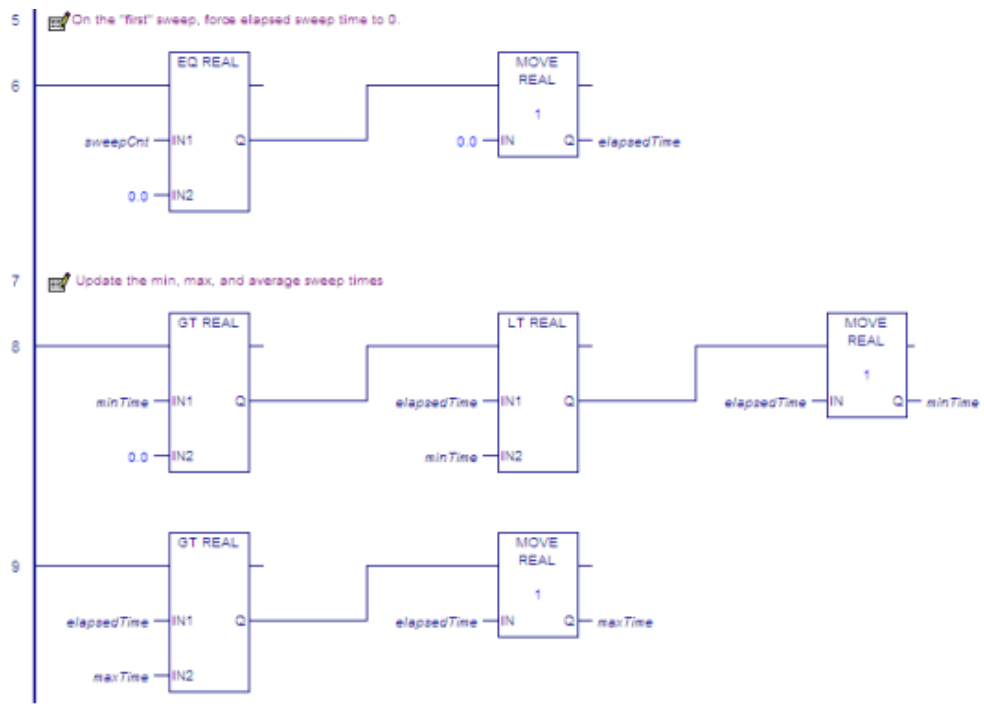 5 On the "first" sweep, force elapsed sweep time to 0.
EQ REAL MOVE
REAL
6
1
sweepCnt IN1 Q 0.0 IN Q elapsedTime
0.0 IN2
7 Update the min, max, and average sweep times
GT REAL LT REAL MOVE
8 REAL
1
minTime IN1 Q elapsedTime IN1 Q elapsedTime IN Q minTime
0.0 IN2 minTime IN2
GT REAL MOVE
9 REAL
1
elapsedTime IN1 Q elapsedTime IN Q maxTime
maxTime IN2